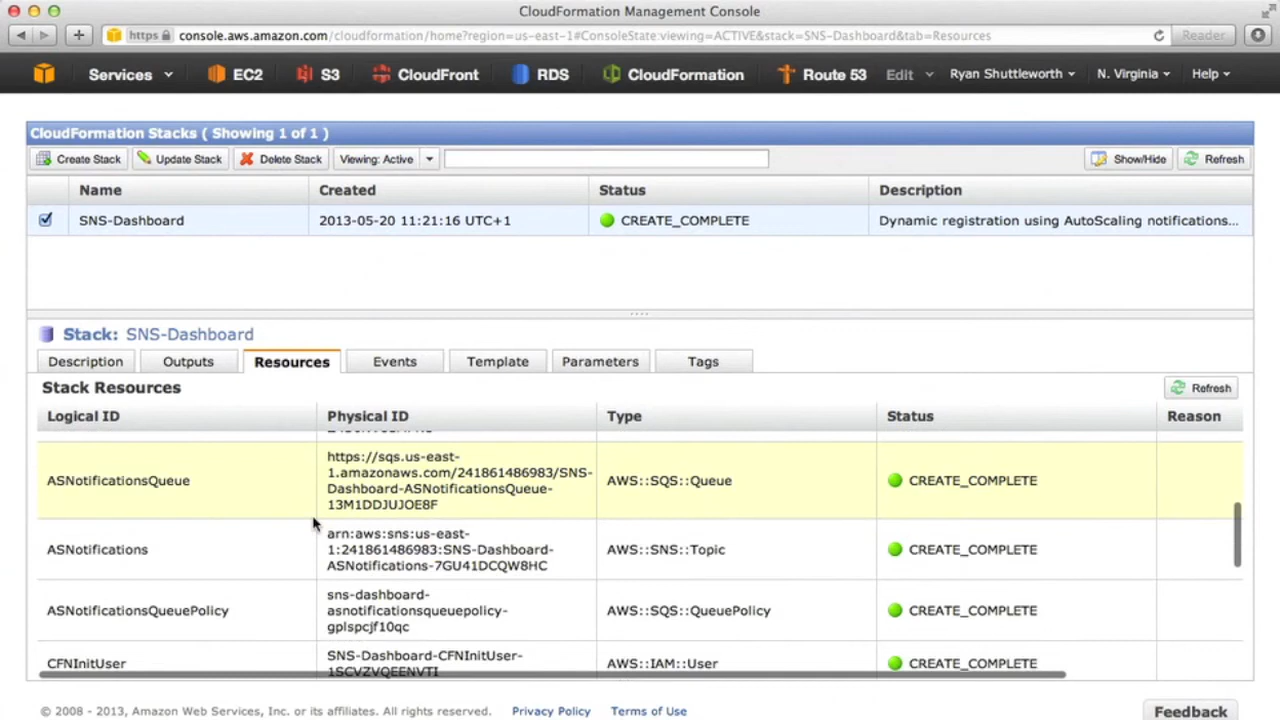 CloudFormation Management Console
https console.aws.amazon.com/cloudformation/home?region=us-east-1#ConsoleState:viewing=ACTIVE&stack=SNS-Dashboard&tab=Resources Reader
Services EC2 S3 CloudFront RDS CloudFormation Route 53 Edit Ryan Shuttleworth N. Virginia Help
CloudFormation Stacks ( Showing 1 of 1 )
Create Stack Update Stack Delete Stack Viewing: Active Show/Hide Refresh
Name Created Status Description
SNS-Dashboard 2013-05-20 11:21:16 UTC+1 CREATE_COMPLETE Dynamic registration using AutoScaling notifications...
Stack: SNS-Dashboard
Description Outputs Resources Events Template Parameters Tags
Stack Resources Refresh
Logical ID Physical ID Type Status Reason
ASNotificationsQueue https://sqs.us-east-
1.amazonaws.com/241861486983/SNS-
Dashboard-ASNotificationsQueue-
13M1DDJUJOE8F AWS::SQS::Queue CREATE_COMPLETE
ASNotifications arn:aws:sns:us-east-
1:241861486983:SNS-Dashboard-
ASNotifications-7GU41DCQW8HC AWS::SNS::Topic CREATE_COMPLETE
ASNotificationsQueuePolicy sns-dashboard-
asnotificationsqueuepolicy-
gplspcjf10qc AWS::SQS::QueuePolicy CREATE_COMPLETE
CFNInitUser SNS-Dashboard-CFNInitUser-
1SCVZVQEENVTI AWS::IAM::User CREATE_COMPLETE
© 2008 - 2013, Amazon Web Services, Inc. or its affiliates. All rights reserved. Privacy Policy Terms of Use Feedback